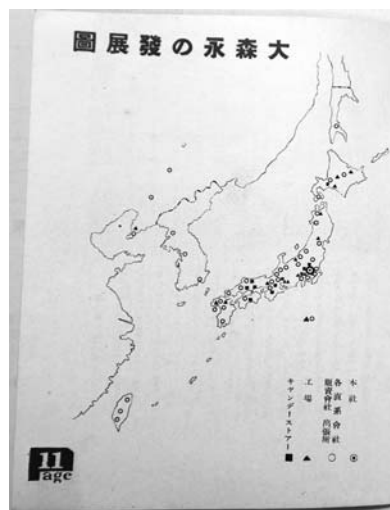 大森永の發展圖
本社 ◉
各直系會社
販賣會社 出張所 ○
工場 ▲
キャンデーストアー ■
11
Page